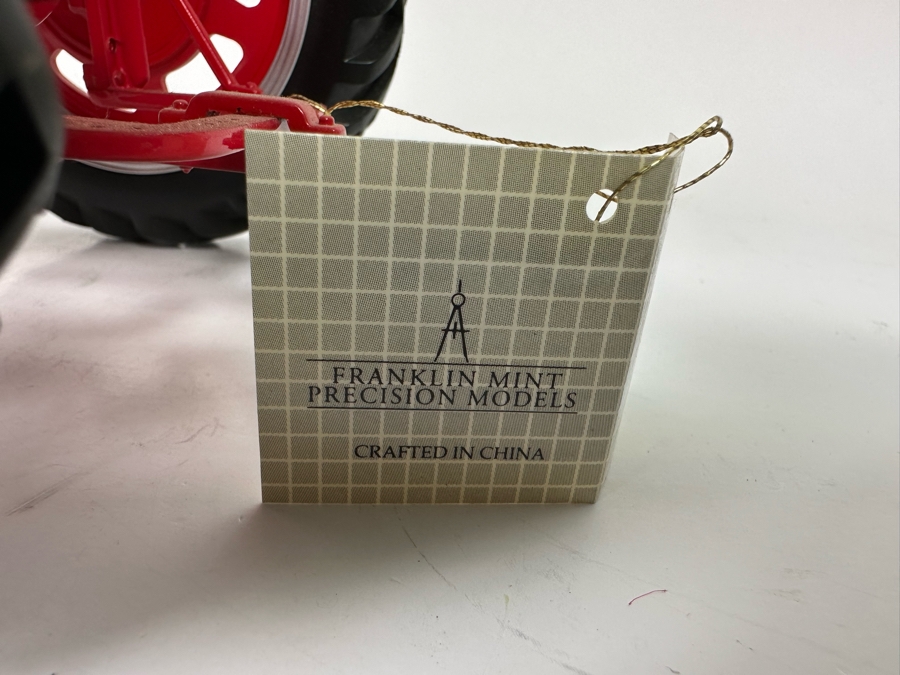 FRANKLIN MINT
PRECISION MODELS
CRAFTED IN CHINA